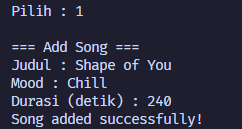 Pilih : 1
=== Add Song ===
Judul : Shape of You
Mood : Chill
Durasi (detik) : 240
Song added successfully!